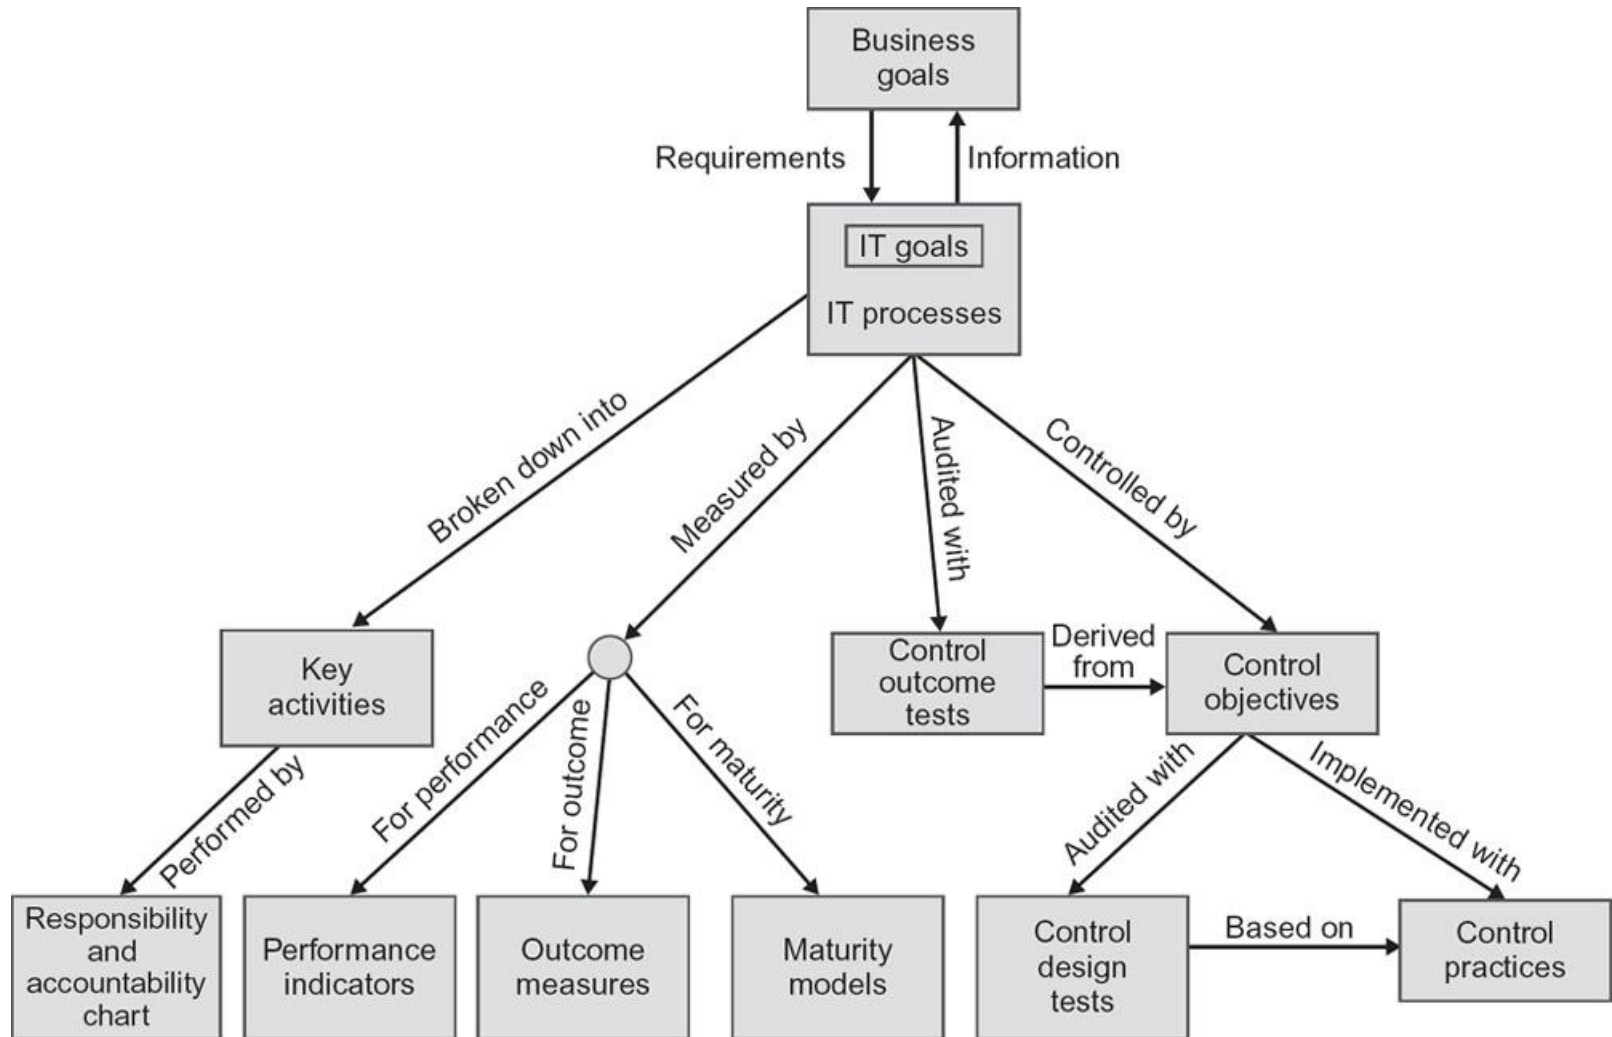 Business
goals
Requirements
Information
IT goals
IT processes
Broken down into
Measured by
Audited with
Controlled by
Key
activities
Control
outcome
tests
Derived
from
Control
objectives
Performed by
For performance
For outcome
For maturity
Audited with
Implemented with
Responsibility
and
accountability
chart
Performance
indicators
Outcome
measures
Maturity
models
Control
design
tests
Based on
Control
practices